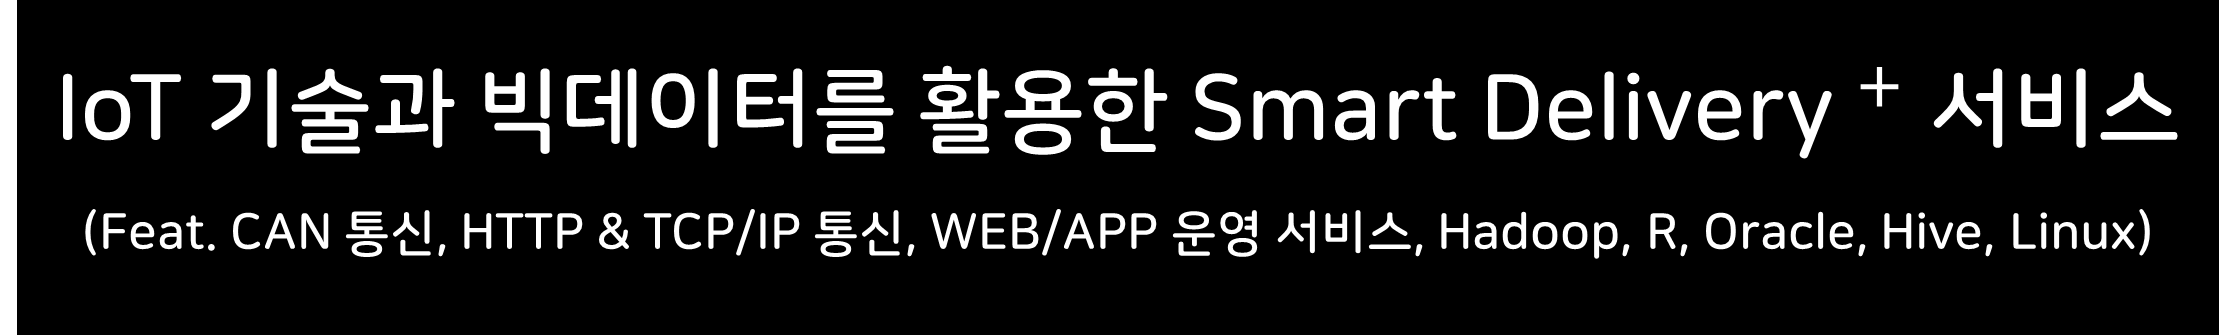 IoT 기술과 빅데이터를 활용한 Smart Delivery + 서비스
(Feat. CAN 통신, HTTP & TCP/IP 통신, WEB/APP 운영 서비스, Hadoop, R, Oracle, Hive, Linux)